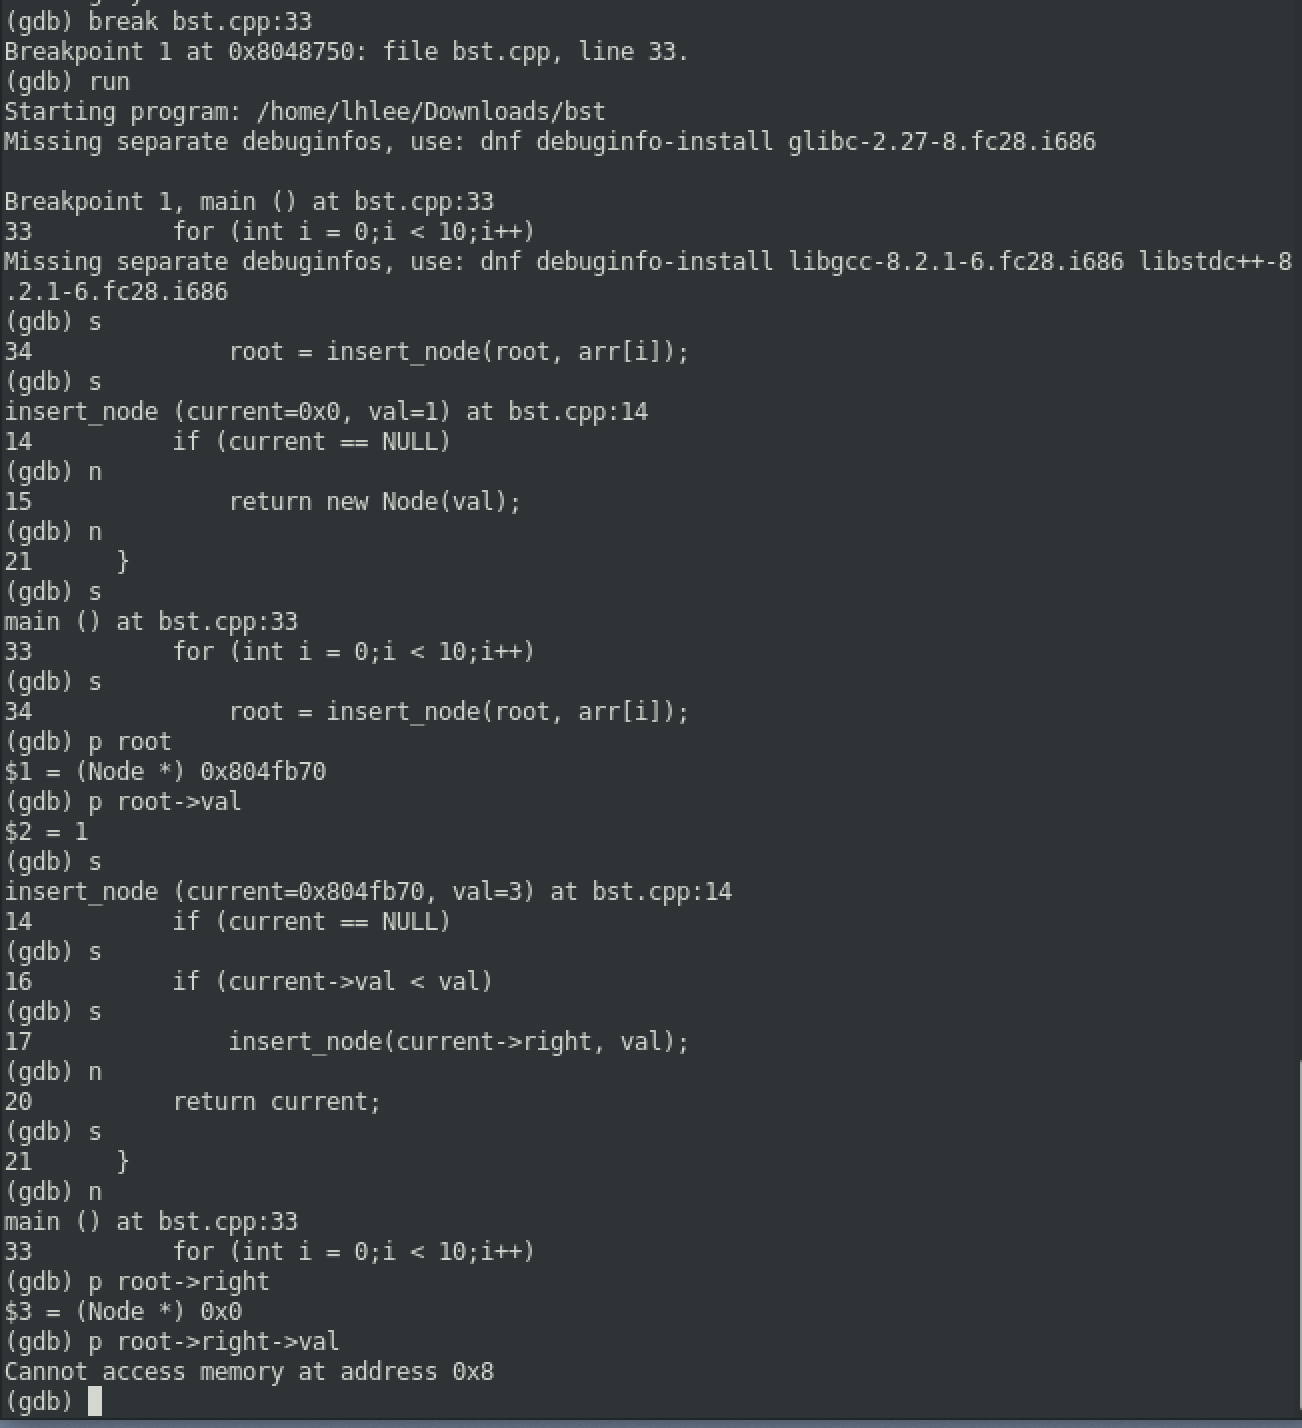 (gdb) break bst.cpp:33
Breakpoint 1 at 0x8048750: file bst.cpp, line 33.
(gdb) run
Starting program: /home/lhlee/Downloads/bst
Missing separate debuginfos, use: dnf debuginfo-install glibc-2.27-8.fc28.i686

Breakpoint 1, main () at bst.cpp:33
33          for (int i = 0;i < 10;i++)
Missing separate debuginfos, use: dnf debuginfo-install libgcc-8.2.1-6.fc28.i686 libstdc++-8
.2.1-6.fc28.i686
(gdb) s
34              root = insert_node(root, arr[i]);
(gdb) s
insert_node (current=0x0, val=1) at bst.cpp:14
14          if (current == NULL)
(gdb) n
15              return new Node(val);
(gdb) n
21      }
(gdb) s
main () at bst.cpp:33
33          for (int i = 0;i < 10;i++)
(gdb) s
34              root = insert_node(root, arr[i]);
(gdb) p root
$1 = (Node *) 0x804fb70
(gdb) p root->val
$2 = 1
(gdb) s
insert_node (current=0x804fb70, val=3) at bst.cpp:14
14          if (current == NULL)
(gdb) s
16          if (current->val < val)
(gdb) s
17              insert_node(current->right, val);
(gdb) n
20          return current;
(gdb) s
21      }
(gdb) n
main () at bst.cpp:33
33          for (int i = 0;i < 10;i++)
(gdb) p root->right
$3 = (Node *) 0x0
(gdb) p root->right->val
Cannot access memory at address 0x8
(gdb)